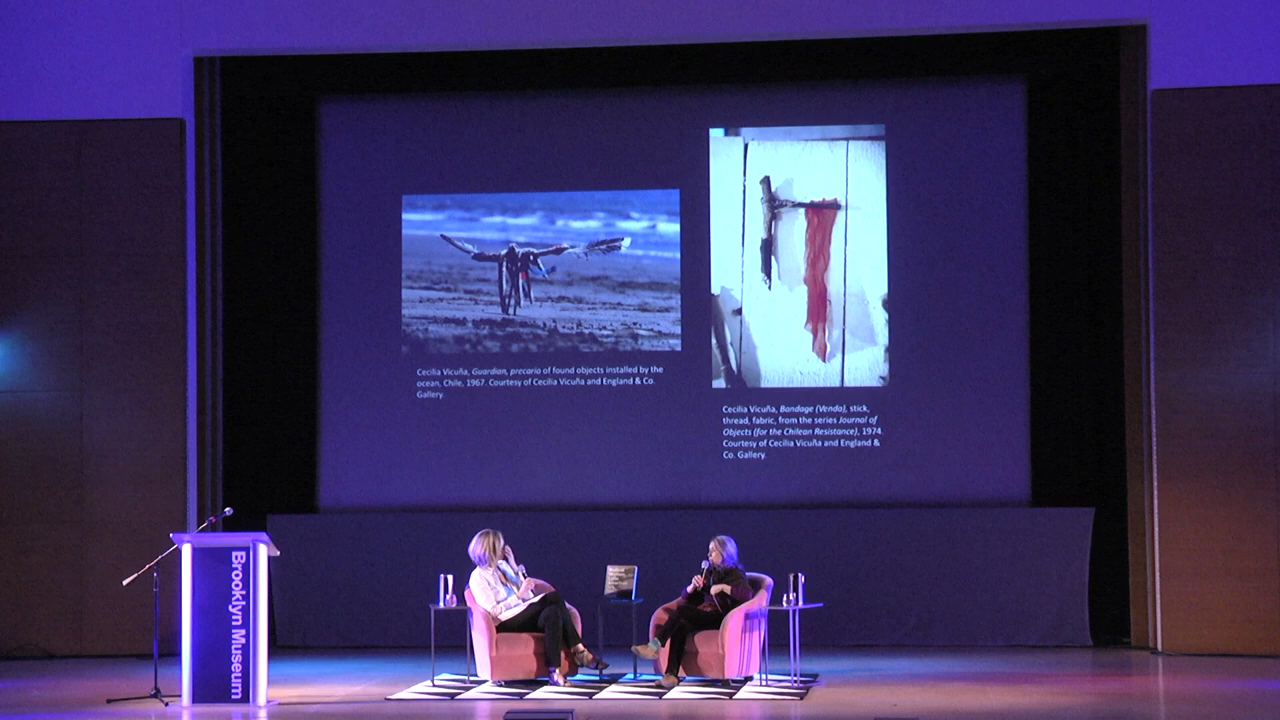 Cecilia Vicuña, Guardian, precario of found objects installed by the
ocean, Chile, 1967. Courtesy of Cecilia Vicuña and England & Co.
Gallery.
Cecilia Vicuña, Bandage (Venda), stick,
thread, fabric, from the series Journal of
Objects (for the Chilean Resistance), 1974.
Courtesy of Cecilia Vicuña and England &
Co. Gallery.
Brooklyn Museum